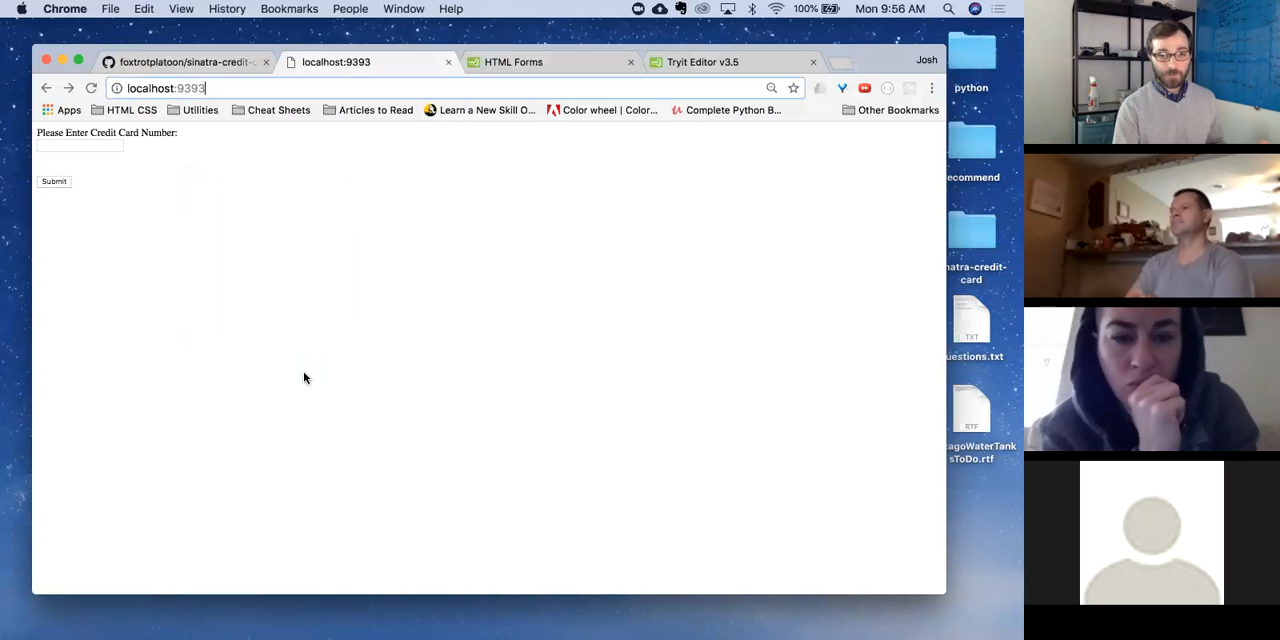 Chrome File Edit View History Bookmarks People Window Help 100% Mon 9:56 AM
foxtrotplatoon/sinatra-credit- localhost:9393 HTML Forms Tryit Editor v3.5 Josh
localhost:9393
Apps HTML CSS Utilities Cheat Sheets Articles to Read Learn a New Skill O... Color wheel | Color... Complete Python B... Other Bookmarks
Please Enter Credit Card Number:
Submit
python
ecommend
natra-credit-
card
TXT
uestions.txt
RTF
cagoWaterTank
sToDo.rtf